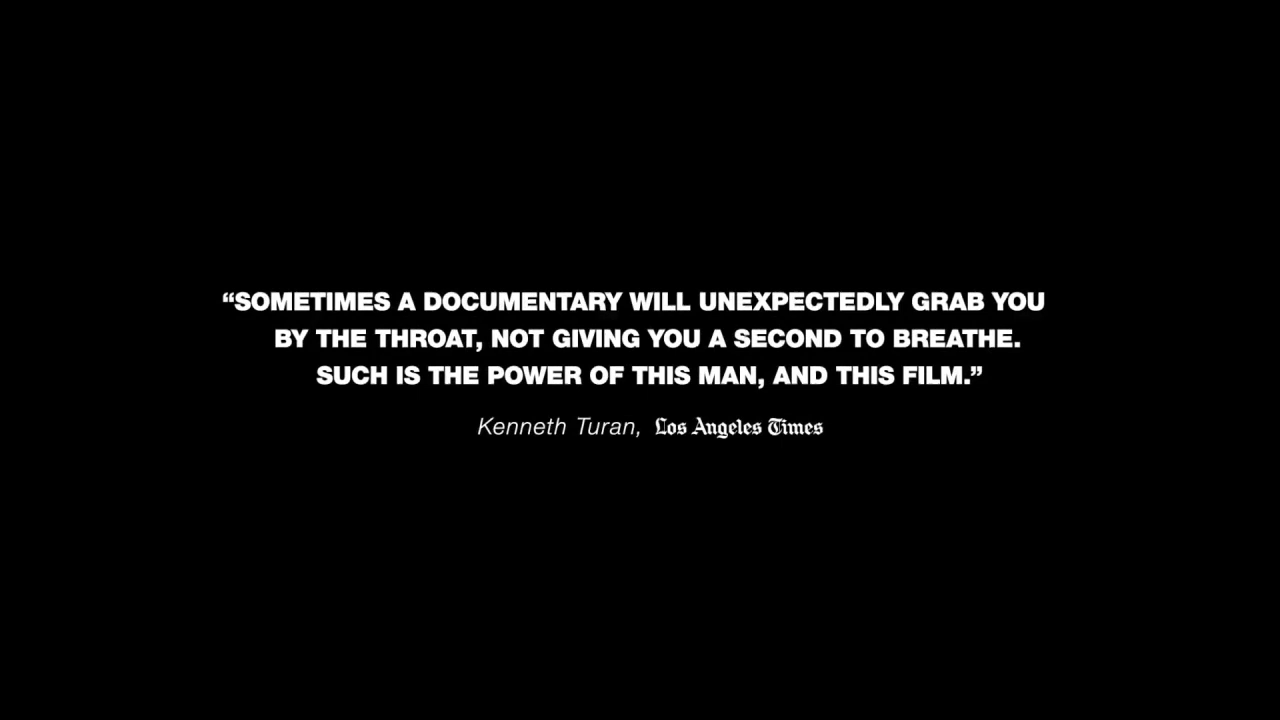 “SOMETIMES A DOCUMENTARY WILL UNEXPECTEDLY GRAB YOU
BY THE THROAT, NOT GIVING YOU A SECOND TO BREATHE.
SUCH IS THE POWER OF THIS MAN, AND THIS FILM.”
Kenneth Turan, Los Angeles Times